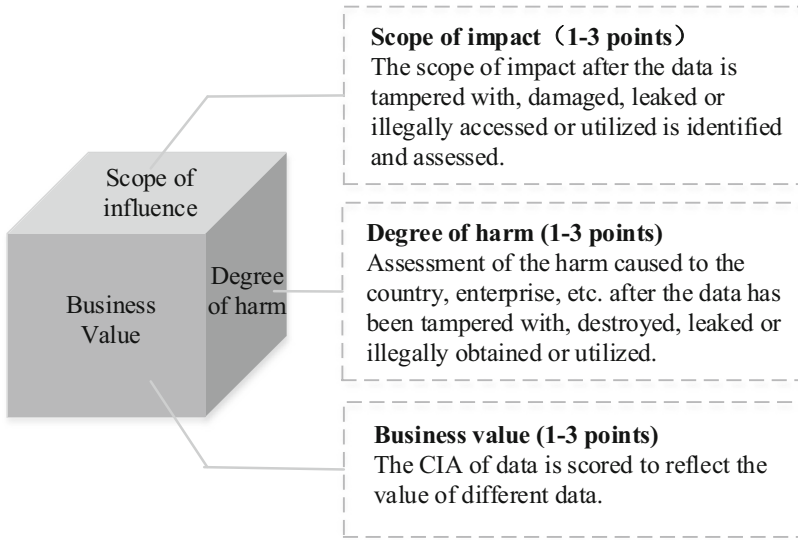 Scope of impact（1-3 points）
The scope of impact after the data is
tampered with, damaged, leaked or
illegally accessed or utilized is identified
and assessed.
Scope of
influence
Degree
of harm
Business
Value
Degree of harm (1-3 points)
Assessment of the harm caused to the
country, enterprise, etc. after the data has
been tampered with, destroyed, leaked or
illegally obtained or utilized.
Business value (1-3 points)
The CIA of data is scored to reflect the
value of different data.